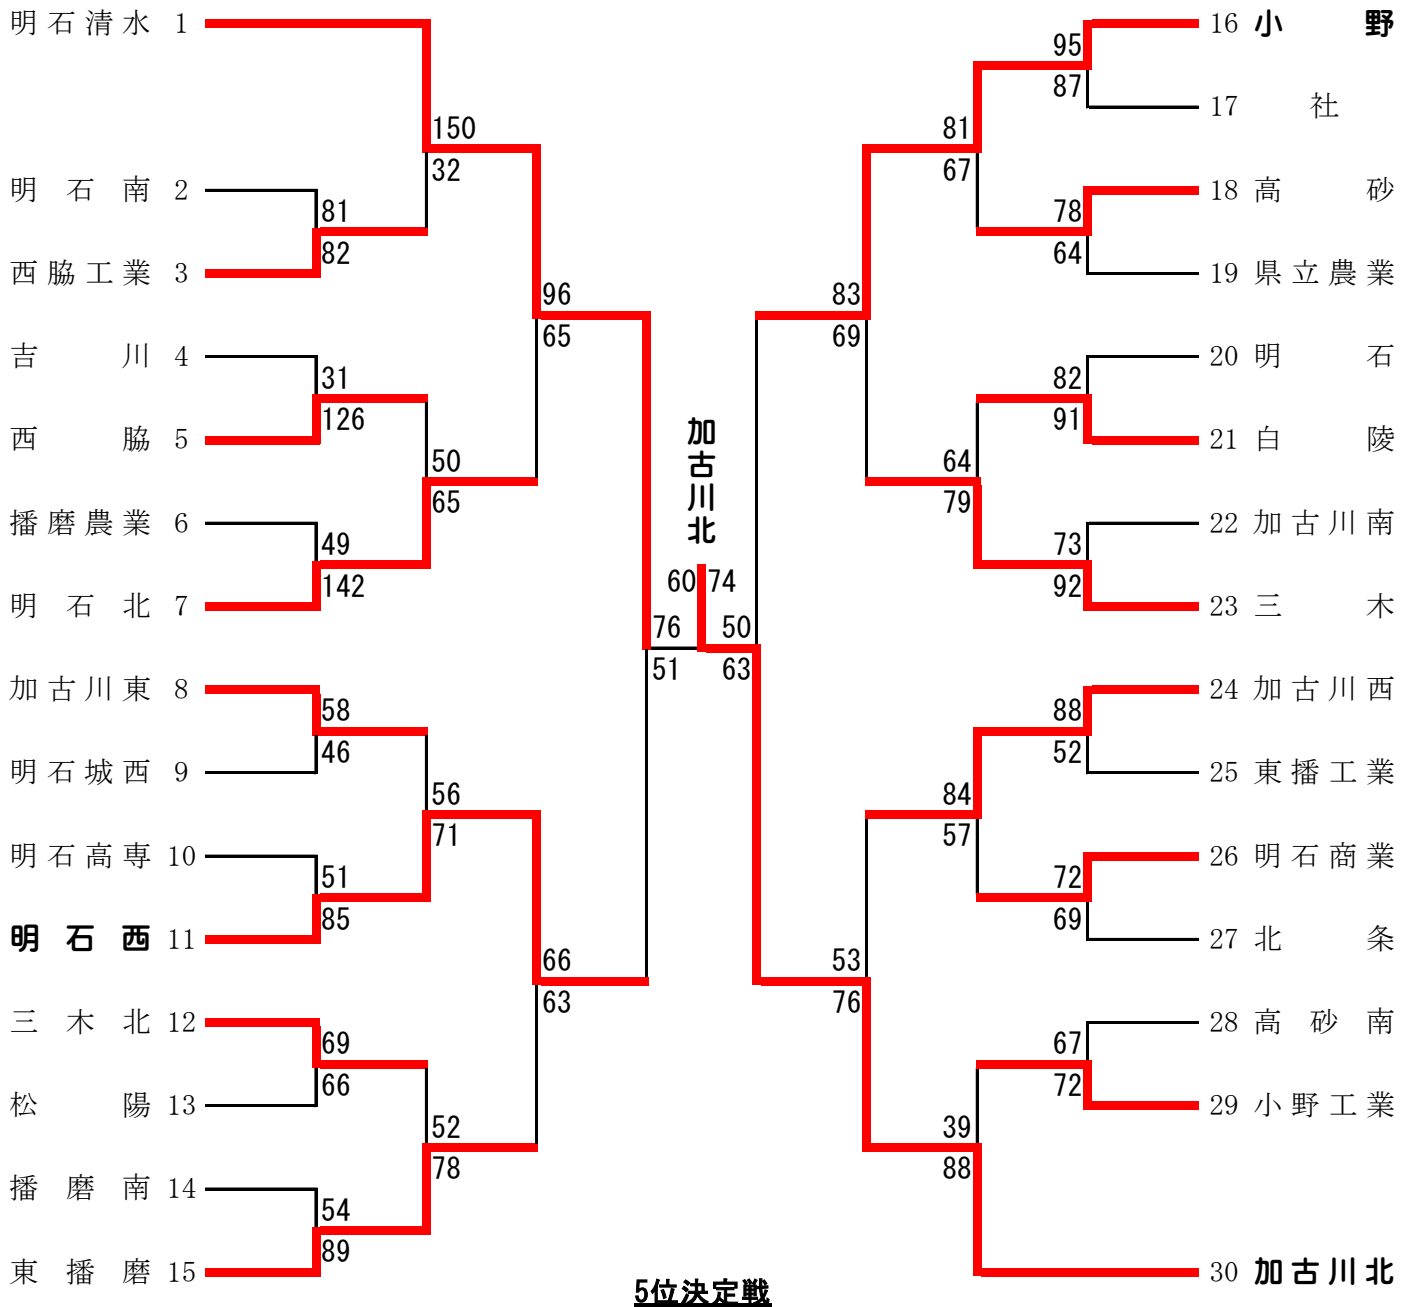 明石清水 1
明石南 2
西脇工業 3
吉川 4
西脇 5
播磨農業 6
明石北 7
加古川東 8
明石城西 9
明石高専 10
明石西 11
三木北 12
松陽 13
播磨南 14
東播磨 15
81
82
31
126
49
142
58
46
51
85
69
66
54
89
150
32
50
65
56
71
52
78
96
65
66
63
76
51
加古川北
60 74
50
63
83
69
53
76
81
67
64
79
84
57
39
88
95
87
78
64
82
91
73
92
88
52
72
69
67
72
16 小野
17 社
18 高砂
19 県立農業
20 明石
21 白陵
22 加古川南
23 三木
24 加古川西
25 東播工業
26 明石商業
27 北条
28 高砂南
29 小野工業
30 加古川北
5位決定戦